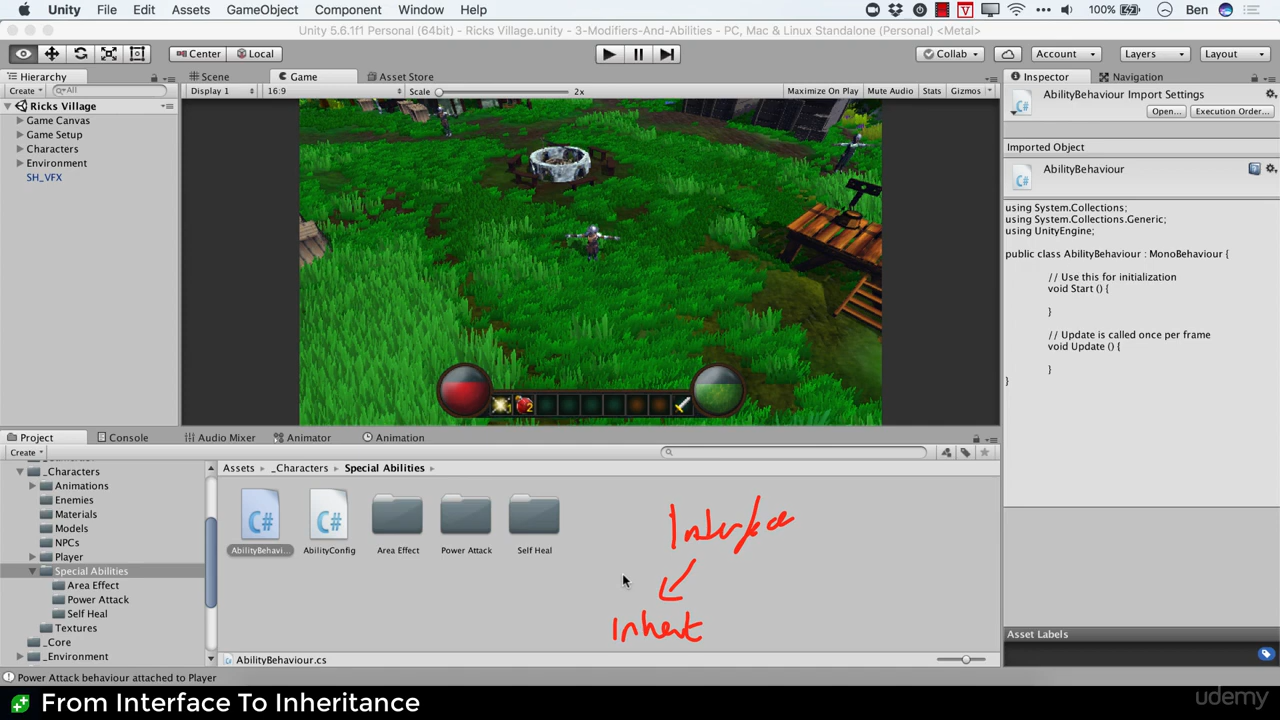 Unity File Edit Assets GameObject Component Window Help 100% Ben
Unity 5.6.1f1 Personal (64bit) - Ricks Village.unity - 3-Modifiers-And-Abilities - PC, Mac & Linux Standalone (Personal) <Metal>
Center Local Collab Account Layers Layout
Hierarchy
Create All
Ricks Village
Game Canvas
Game Setup
Characters
Environment
SH_VFX
Scene Game Asset Store
Display 1 16:9 Scale 2x Maximize On Play Mute Audio Stats Gizmos
2
Inspector Navigation
AbilityBehaviour Import Settings
Open... Execution Order...
Imported Object
AbilityBehaviour
using System.Collections;
using System.Collections.Generic;
using UnityEngine;
public class AbilityBehaviour : MonoBehaviour {
// Use this for initialization
void Start () {
}
// Update is called once per frame
void Update () {
}
}
Asset Labels
Project Console Audio Mixer Animator Animation
Create
_Characters
Animations
Enemies
Materials
Models
NPCs
Player
Special Abilities
Area Effect
Power Attack
Self Heal
Textures
_Core
_Environment
Assets _Characters Special Abilities
C# C#
AbilityBehavi... AbilityConfig Area Effect Power Attack Self Heal
Interface
Inherit
AbilityBehaviour.cs
Power Attack behaviour attached to Player
From Interface To Inheritance
udemy